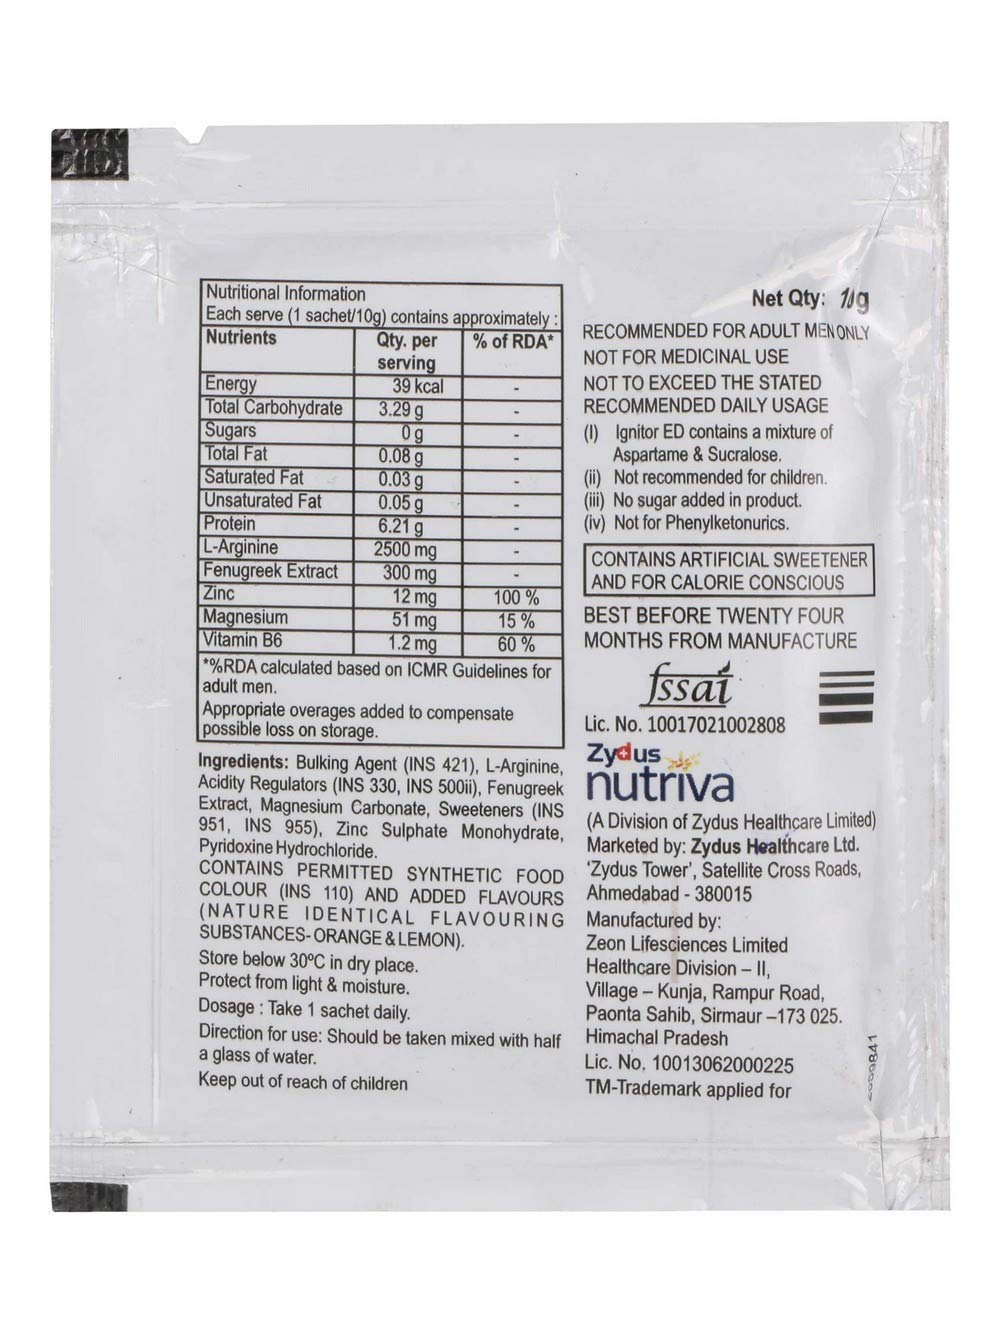 Nutritional Information
Each serve (1 sachet/10g) contains approximately :
Nutrients Qty. per serving % of RDA*
Energy 39 kcal -
Total Carbohydrate 3.29 g -
Sugars 0 g -
Total Fat 0.08 g -
Saturated Fat 0.03 g -
Unsaturated Fat 0.05 g -
Protein 6.21 g -
L-Arginine 2500 mg -
Fenugreek Extract 300 mg -
Zinc 12 mg 100 %
Magnesium 51 mg 15 %
Vitamin B6 1.2 mg 60 %
*%RDA calculated based on ICMR Guidelines for
adult men.
Appropriate overages added to compensate
possible loss on storage.
Ingredients: Bulking Agent (INS 421), L-Arginine,
Acidity Regulators (INS 330, INS 500ii), Fenugreek
Extract, Magnesium Carbonate, Sweeteners (INS
951, INS 955), Zinc Sulphate Monohydrate,
Pyridoxine Hydrochloride.
CONTAINS PERMITTED SYNTHETIC FOOD
COLOUR (INS 110) AND ADDED FLAVOURS
(NATURE IDENTICAL FLAVOURING
SUBSTANCES- ORANGE & LEMON).
Store below 30ºC in dry place.
Protect from light & moisture.
Dosage : Take 1 sachet daily.
Direction for use: Should be taken mixed with half
a glass of water.
Keep out of reach of children
Net Qty: 10g
RECOMMENDED FOR ADULT MEN ONLY
NOT FOR MEDICINAL USE
NOT TO EXCEED THE STATED
RECOMMENDED DAILY USAGE
(I) Ignitor ED contains a mixture of
Aspartame & Sucralose.
(ii) Not recommended for children.
(iii) No sugar added in product.
(iv) Not for Phenylketonurics.
CONTAINS ARTIFICIAL SWEETENER
AND FOR CALORIE CONSCIOUS
BEST BEFORE TWENTY FOUR
MONTHS FROM MANUFACTURE
fssai
Lic. No. 10017021002808
Zydus
nutriva
(A Division of Zydus Healthcare Limited)
Marketed by: Zydus Healthcare Ltd.
'Zydus Tower', Satellite Cross Roads,
Ahmedabad - 380015
Manufactured by:
Zeon Lifesciences Limited
Healthcare Division – II,
Village – Kunja, Rampur Road,
Paonta Sahib, Sirmaur –173 025.
Himachal Pradesh
Lic. No. 10013062000225
TM-Trademark applied for